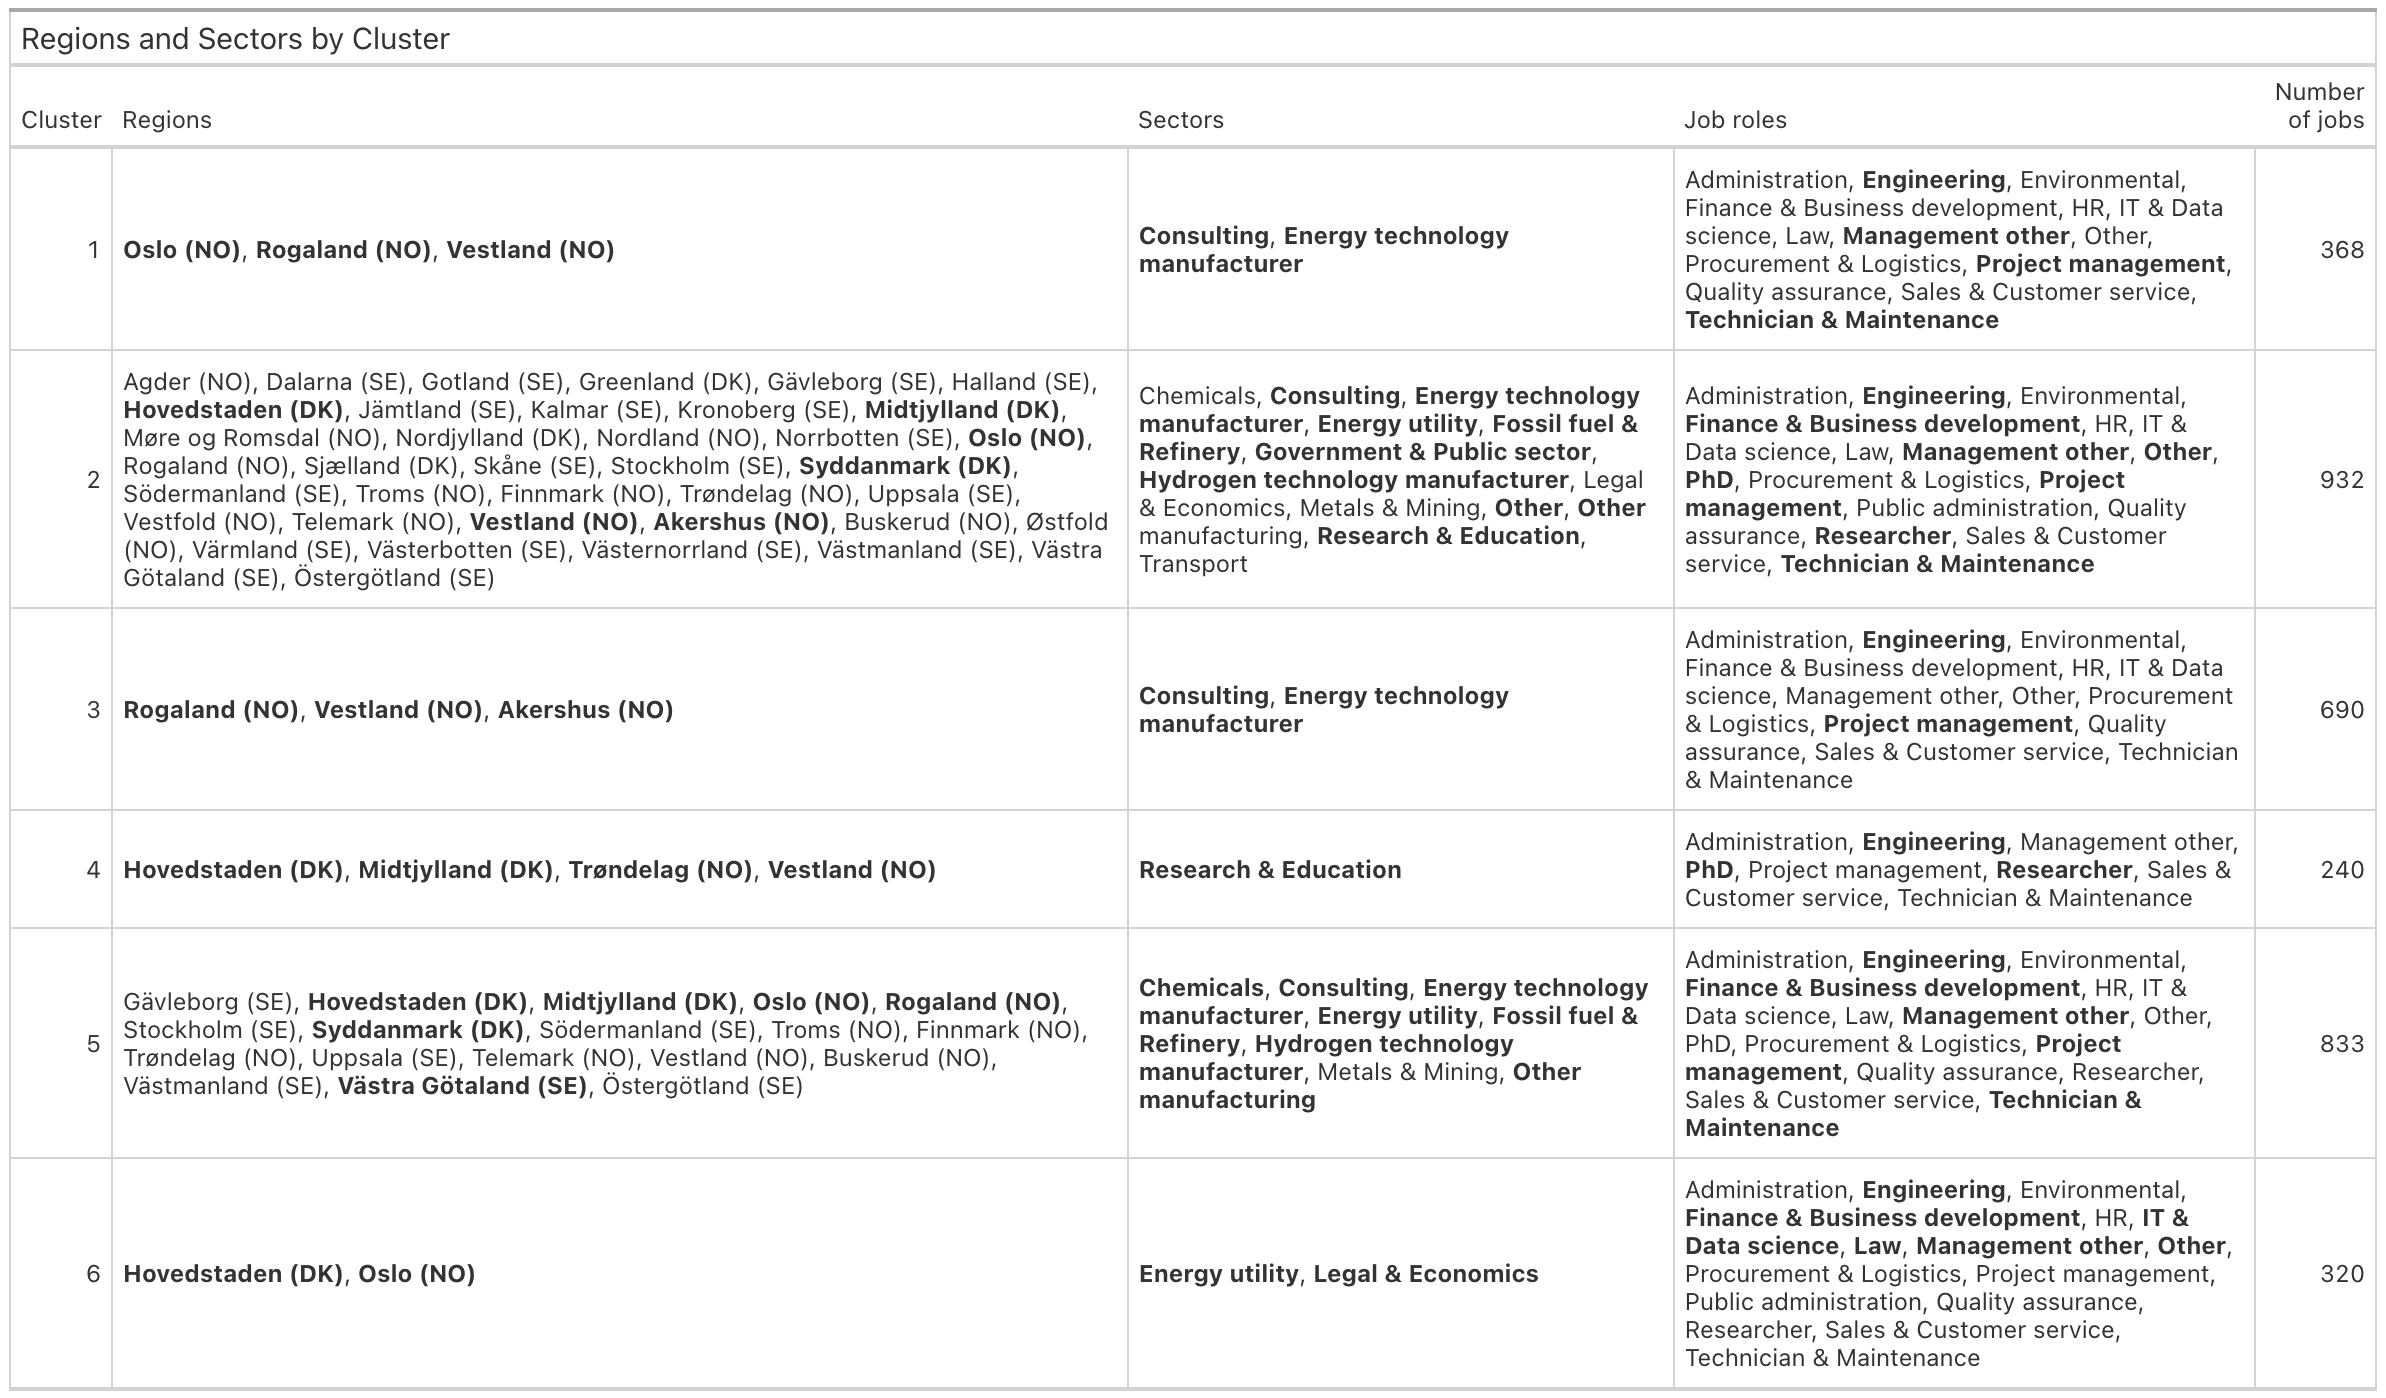 Regions and Sectors by Cluster
Cluster Regions Sectors Job roles Number of jobs
1
Oslo (NO), Rogaland (NO), Vestland (NO)
Consulting, Energy technology
manufacturer
Administration, Engineering, Environmental,
Finance & Business development, HR, IT & Data
science, Law, Management other, Other,
Procurement & Logistics, Project management,
Quality assurance, Sales & Customer service,
Technician & Maintenance
368
2
Agder (NO), Dalarna (SE), Gotland (SE), Greenland (DK), Gävleborg (SE), Halland (SE),
Hovedstaden (DK), Jämtland (SE), Kalmar (SE), Kronoberg (SE), Midtjylland (DK),
Møre og Romsdal (NO), Nordjylland (DK), Nordland (NO), Norrbotten (SE), Oslo (NO),
Rogaland (NO), Sjælland (DK), Skåne (SE), Stockholm (SE), Syddanmark (DK),
Södermanland (SE), Troms (NO), Finnmark (NO), Trøndelag (NO), Uppsala (SE),
Vestfold (NO), Telemark (NO), Vestland (NO), Akershus (NO), Buskerud (NO), Østfold
(NO), Värmland (SE), Västerbotten (SE), Västernorrland (SE), Västmanland (SE), Västra
Götaland (SE), Östergötland (SE)
Chemicals, Consulting, Energy technology
manufacturer, Energy utility, Fossil fuel &
Refinery, Government & Public sector,
Hydrogen technology manufacturer, Legal
& Economics, Metals & Mining, Other, Other
manufacturing, Research & Education,
Transport
Administration, Engineering, Environmental,
Finance & Business development, HR, IT &
Data science, Law, Management other, Other,
PhD, Procurement & Logistics, Project
management, Public administration, Quality
assurance, Researcher, Sales & Customer
service, Technician & Maintenance
932
3
Rogaland (NO), Vestland (NO), Akershus (NO)
Consulting, Energy technology
manufacturer
Administration, Engineering, Environmental,
Finance & Business development, HR, IT & Data
science, Management other, Other, Procurement
& Logistics, Project management, Quality
assurance, Sales & Customer service, Technician
& Maintenance
690
4
Hovedstaden (DK), Midtjylland (DK), Trøndelag (NO), Vestland (NO)
Research & Education
Administration, Engineering, Management other,
PhD, Project management, Researcher, Sales &
Customer service, Technician & Maintenance
240
5
Gävleborg (SE), Hovedstaden (DK), Midtjylland (DK), Oslo (NO), Rogaland (NO),
Stockholm (SE), Syddanmark (DK), Södermanland (SE), Troms (NO), Finnmark (NO),
Trøndelag (NO), Uppsala (SE), Telemark (NO), Vestland (NO), Buskerud (NO),
Västmanland (SE), Västra Götaland (SE), Östergötland (SE)
Chemicals, Consulting, Energy technology
manufacturer, Energy utility, Fossil fuel &
Refinery, Hydrogen technology
manufacturer, Metals & Mining, Other
manufacturing
Administration, Engineering, Environmental,
Finance & Business development, HR, IT &
Data science, Law, Management other, Other,
PhD, Procurement & Logistics, Project
management, Quality assurance, Researcher,
Sales & Customer service, Technician &
Maintenance
833
6
Hovedstaden (DK), Oslo (NO)
Energy utility, Legal & Economics
Administration, Engineering, Environmental,
Finance & Business development, HR, IT &
Data science, Law, Management other, Other,
Procurement & Logistics, Project management,
Public administration, Quality assurance,
Researcher, Sales & Customer service,
Technician & Maintenance
320